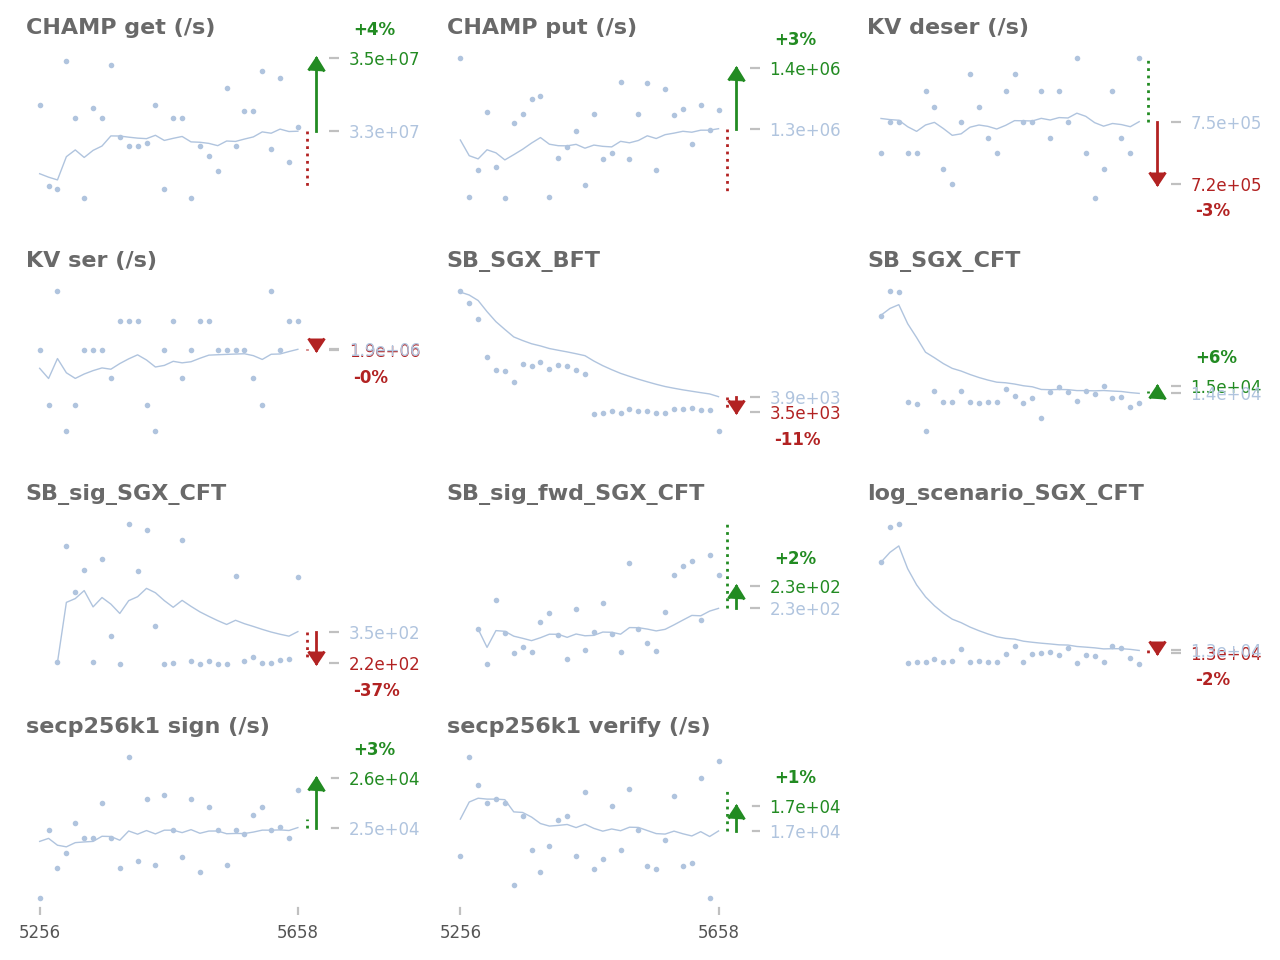 CHAMP get (/s)
+4%
3.5e+07
3.3e+07
CHAMP put (/s)
+3%
1.4e+06
1.3e+06
KV deser (/s)
7.5e+05
7.2e+05
-3%
KV ser (/s)
1.9e+06
-0%
SB_SGX_BFT
3.9e+03
3.5e+03
-11%
SB_SGX_CFT
+6%
1.5e+04
1.4e+04
SB_sig_SGX_CFT
3.5e+02
2.2e+02
-37%
SB_sig_fwd_SGX_CFT
+2%
2.3e+02
2.3e+02
log_scenario_SGX_CFT
1.3e+04
1.3e+04
-2%
secp256k1 sign (/s)
+3%
2.6e+04
2.5e+04
5256
5658
secp256k1 verify (/s)
+1%
1.7e+04
1.7e+04
5256
5658